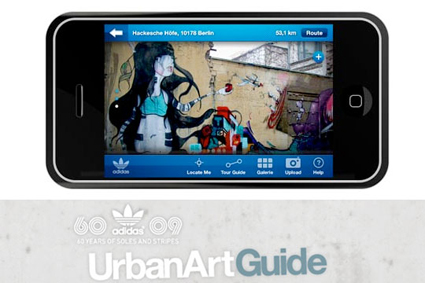 Hackesche Höfe, 10178 Berlin 53,1 km Route
adidas Locate Me Tour Guide Galerie Upload Help
60 adidas 09
60 YEARS OF SOLES AND STRIPES
UrbanArtGuide